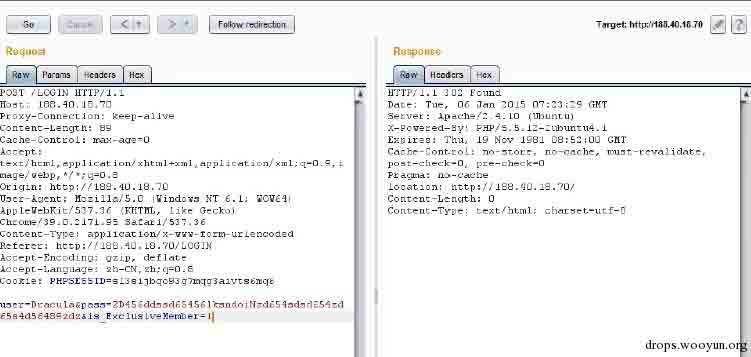 Go Cancel < > Follow redirection Target: http://188.40.18.70 ?
Request
Raw Params Headers Hex
POST /LOGIN HTTP/1.1
Host: 188.40.18.70
Proxy-Connection: keep-alive
Content-Length: 89
Cache-Control: max-age=0
Accept:
text/html,application/xhtml+xml,application/xml;q=0.9,i
mage/webp,*/*;q=0.8
Origin: http://188.40.18.70
User-Agent: Mozilla/5.0 (Windows NT 6.1; WOW64)
AppleWebKit/537.36 (KHTML, like Gecko)
Chrome/39.0.2171.95 Safari/537.36
Content-Type: application/x-www-form-urlencoded
Referer: http://188.40.18.70/LOGIN
Accept-Encoding: gzip, deflate
Accept-Language: zh-CN,zh;q=0.8
Cookie:
&is_ExclusiveMember=1
Response
Raw Headers Hex
HTTP/1.1 302 Found
Date: Tue, 06 Jan 2015 07:23:29 GMT
Server: Apache/2.4.10 (Ubuntu)
X-Powered-By: PHP/5.5.12-2ubuntu4.1
Expires: Thu, 19 Nov 1981 08:52:00 GMT
Cache-Control: no-store, no-cache, must-revalidate,
post-check=0, pre-check=0
Pragma: no-cache
location: http://188.40.18.70/
Content-Length: 0
Content-Type: text/html; charset=utf-8
drops.wooyun.org